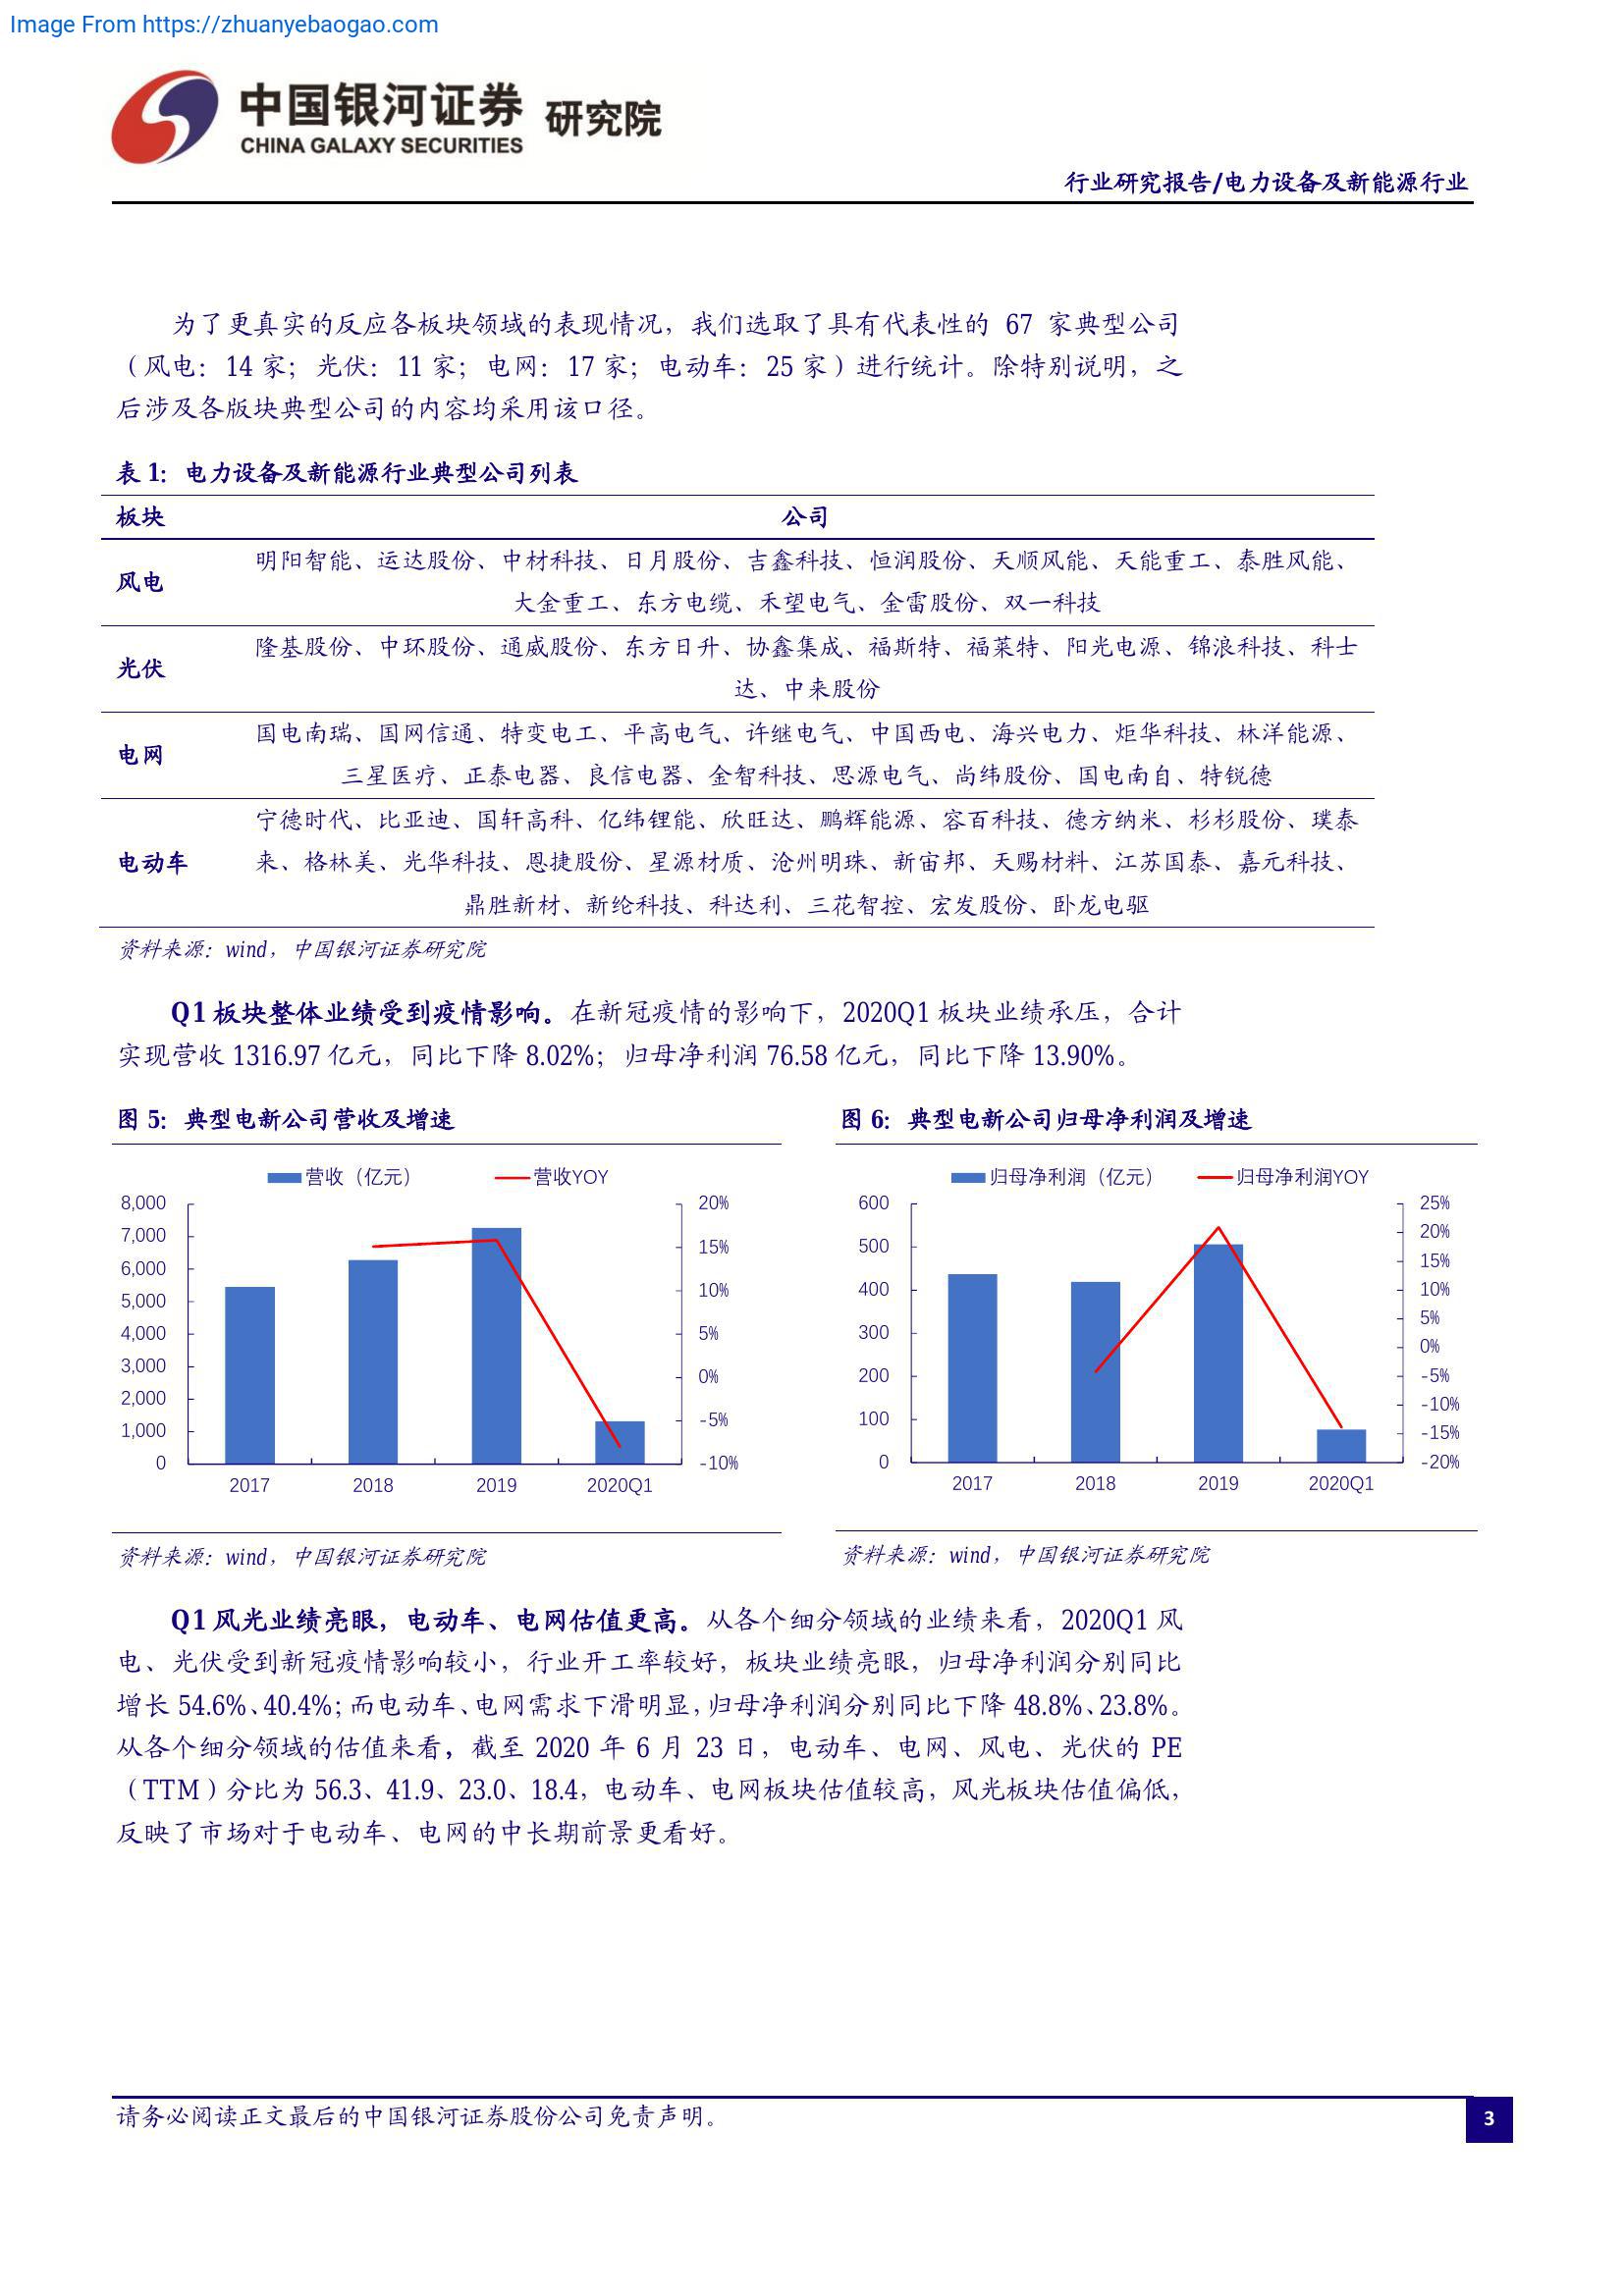 Image From https://zhuanyebaogao.com
中国银河证券 研究院
CHINA GALAXY SECURITIES
行业研究报告/电力设备及新能源行业
为了更真实的反应各板块领域的表现情况，我们选取了具有代表性的 67 家典型公司
（风电：14 家；光伏：11 家；电网：17 家；电动车：25 家）进行统计。除特别说明，之
后涉及各版块典型公司的内容均采用该口径。
表 1：电力设备及新能源行业典型公司列表
板块 公司
风电
明阳智能、运达股份、中材科技、日月股份、吉鑫科技、恒润股份、天顺风能、天能重工、泰胜风能、
大金重工、东方电缆、禾望电气、金雷股份、双一科技
光伏
隆基股份、中环股份、通威股份、东方日升、协鑫集成、福斯特、福莱特、阳光电源、锦浪科技、科士
达、中来股份
电网
国电南瑞、国网信通、特变电工、平高电气、许继电气、中国西电、海兴电力、炬华科技、林洋能源、
三星医疗、正泰电器、良信电器、金智科技、思源电气、尚纬股份、国电南自、特锐德
电动车
宁德时代、比亚迪、国轩高科、亿纬锂能、欣旺达、鹏辉能源、容百科技、德方纳米、杉杉股份、璞泰
来、格林美、光华科技、恩捷股份、星源材质、沧州明珠、新宙邦、天赐材料、江苏国泰、嘉元科技、
鼎胜新材、新纶科技、科达利、三花智控、宏发股份、卧龙电驱
资料来源：wind，中国银河证券研究院
Q1 板块整体业绩受到疫情影响。在新冠疫情的影响下，2020Q1 板块业绩承压，合计
实现营收 1316.97 亿元，同比下降 8.02%；归母净利润 76.58 亿元，同比下降 13.90%。
图 5：典型电新公司营收及增速
营收（亿元） 营收YOY
8,000
7,000
6,000
5,000
4,000
3,000
2,000
1,000
0
20%
15%
10%
5%
0%
-5%
-10%
2017 2018 2019 2020Q1
资料来源：wind，中国银河证券研究院
图 6：典型电新公司归母净利润及增速
归母净利润（亿元） 归母净利润YOY
600
500
400
300
200
100
0
25%
20%
15%
10%
5%
0%
-5%
-10%
-15%
-20%
2017 2018 2019 2020Q1
资料来源：wind，中国银河证券研究院
Q1 风光业绩亮眼，电动车、电网估值更高。从各个细分领域的业绩来看，2020Q1 风
电、光伏受到新冠疫情影响较小，行业开工率较好，板块业绩亮眼，归母净利润分别同比
增长 54.6%、40.4%；而电动车、电网需求下滑明显，归母净利润分别同比下降 48.8%、23.8%。
从各个细分领域的估值来看，截至 2020 年 6 月 23 日，电动车、电网、风电、光伏的 PE
（TTM）分比为 56.3、41.9、23.0、18.4，电动车、电网板块估值较高，风光板块估值偏低，
反映了市场对于电动车、电网的中长期前景更看好。
请务必阅读正文最后的中国银河证券股份公司免责声明。
3